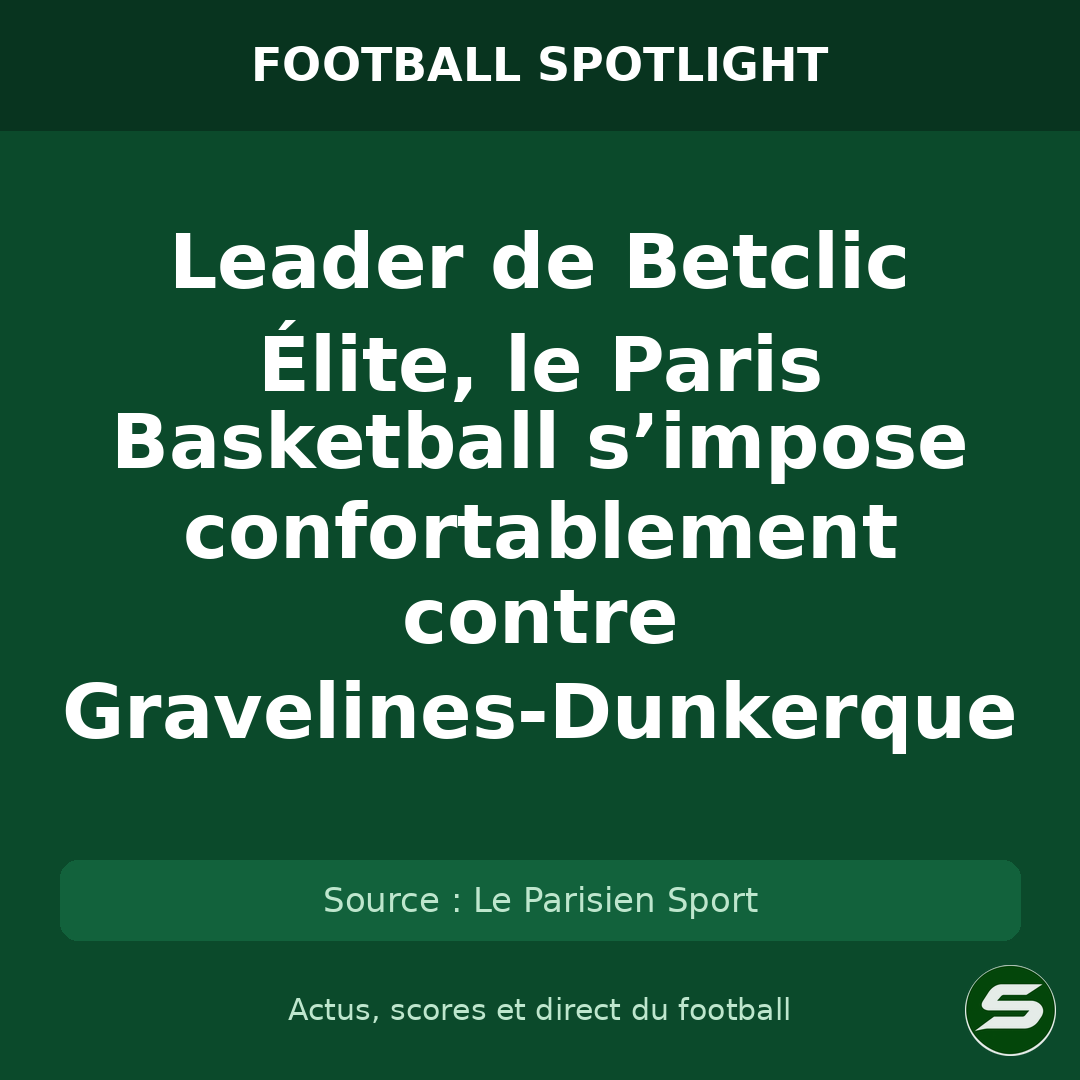 FOOTBALL SPOTLIGHT
Leader de Betclic
Élite, le Paris
Basketball s’impose
confortablement
contre
Gravelines-Dunkerque
Source : Le Parisien Sport
Actus, scores et direct du football
S